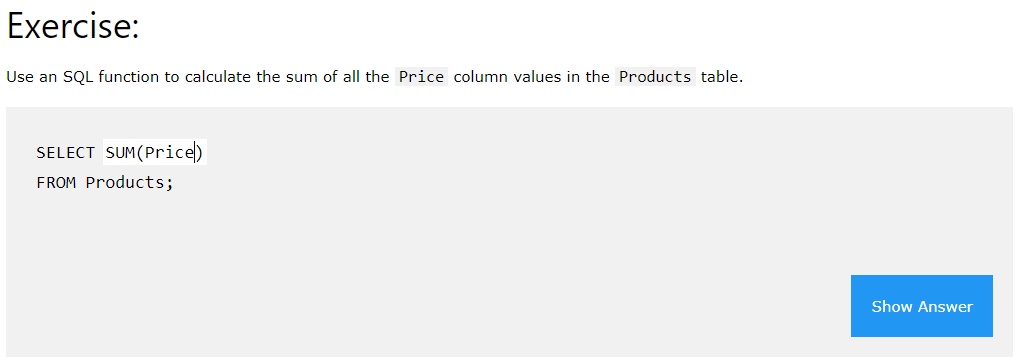 Exercise:
Use an SQL function to calculate the sum of all the Price column values in the Products table.
SELECT SUM(Price)
FROM Products;
Show Answer